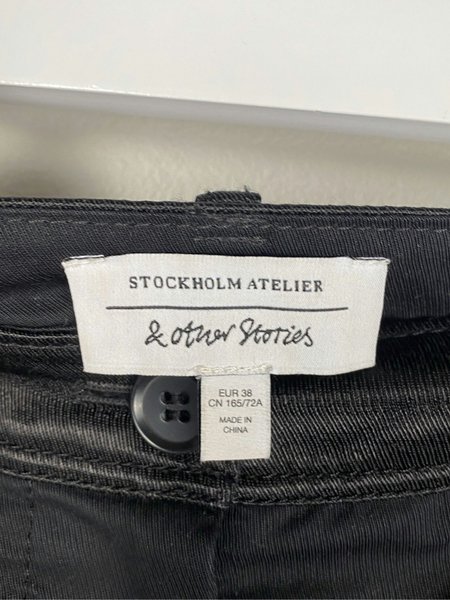 STOCKHOLM ATELIER
& other Stories
EUR 38
CN 165/72A
MADE IN
CHINA